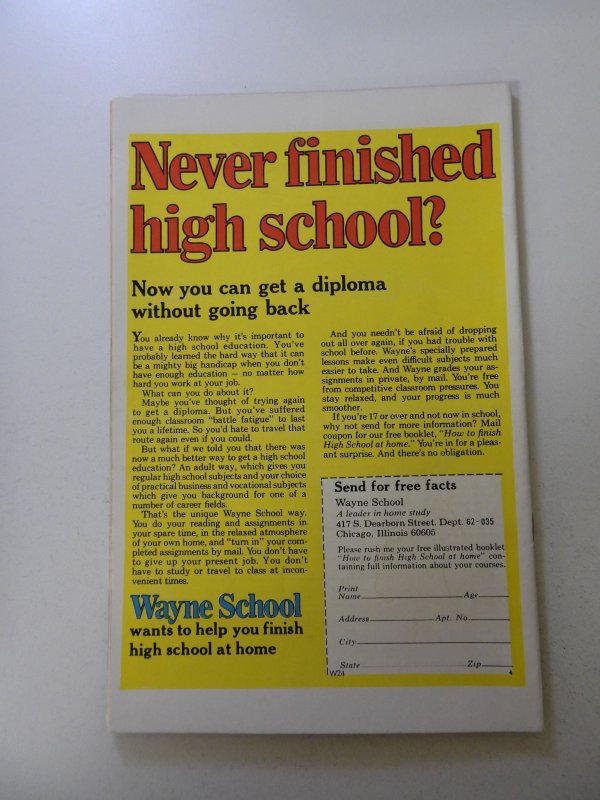 Never finished
high school?
Now you can get a diploma
without going back
You already know why it's important to
have a high school education. You've
probably learned the hard way that it can
be a mighty big handicap when you don't
have enough education — no matter how
hard you work at your job.
What can you do about it?
Maybe you've thought of trying again
to get a diploma. But you've suffered
enough classroom "battle fatigue" to last
you a lifetime. So you'd hate to travel that
route again even if you could.
But what if we told you that there was
now a much better way to get a high school
education? An adult way, which gives you
regular high school subjects and your choice
of practical business and vocational subjects
which give you background for one of a
number of career fields.
That's the unique Wayne School way.
You do your reading and assignments in
your spare time, in the relaxed atmosphere
of your own home, and "turn in" your com-
pleted assignments by mail. You don't have
to give up your present job. You don't
have to study or travel to class at incon-
venient times.
Wayne School
wants to help you finish
high school at home
And you needn't be afraid of dropping
out all over again, if you had trouble with
school before. Wayne's specially prepared
lessons make even difficult subjects much
easier to take. And Wayne grades your as-
signments in private, by mail. You're free
from competitive classroom pressures. You
stay relaxed, and your progress is much
smoother.
If you're 17 or over and not now in school,
why not send for more information? Mail
coupon for our free booklet, "How to finish
High School at home." You're in for a pleas-
ant surprise. And there's no obligation.
Send for free facts
Wayne School
A leader in home study
417 S. Dearborn Street. Dept. 62-035
Chicago, Illinois 60605
Please rush me your free illustrated booklet
"How to finish High School at home" con-
taining full information about your courses.
Print
Name Age
Address Apt. No.
City
State Zip
W24 4